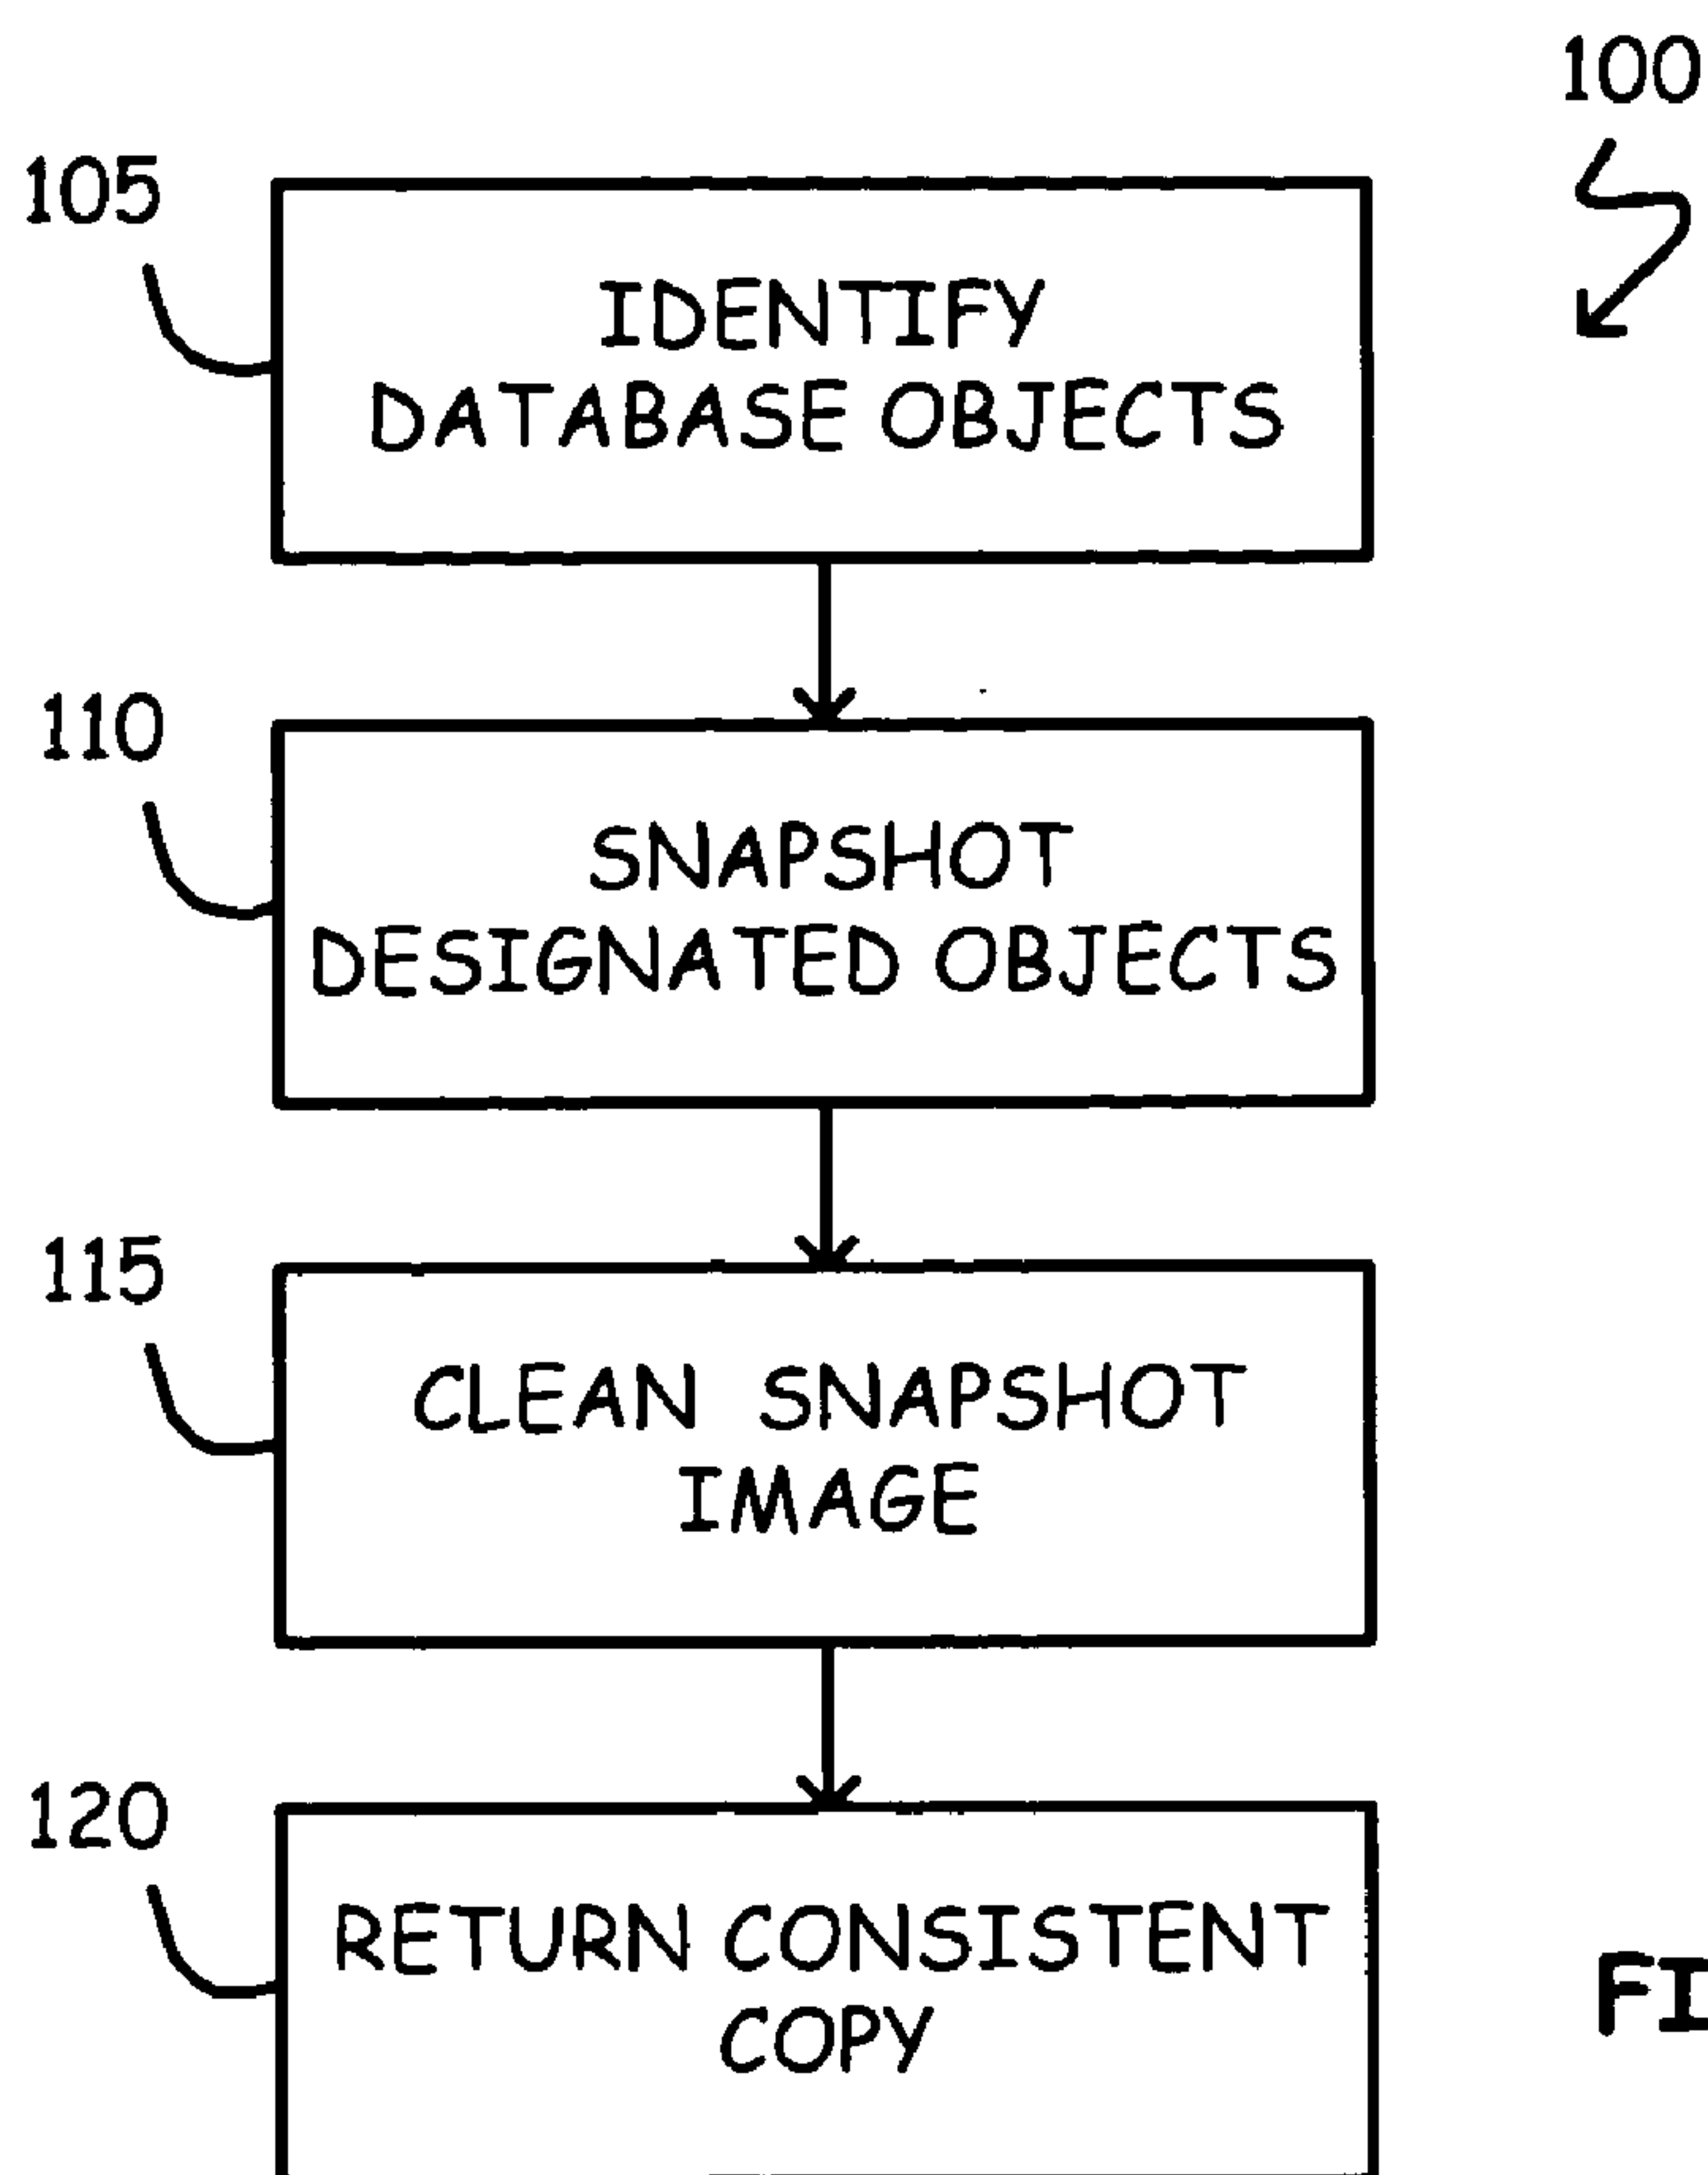 100
105
IDENTIFY
DATABASE OBJECTS
110
SNAPSHOT
DESIGNATED OBJECTS
115
CLEAN SNAPSHOT
IMAGE
120
RETURN CONSISTENT
COPY